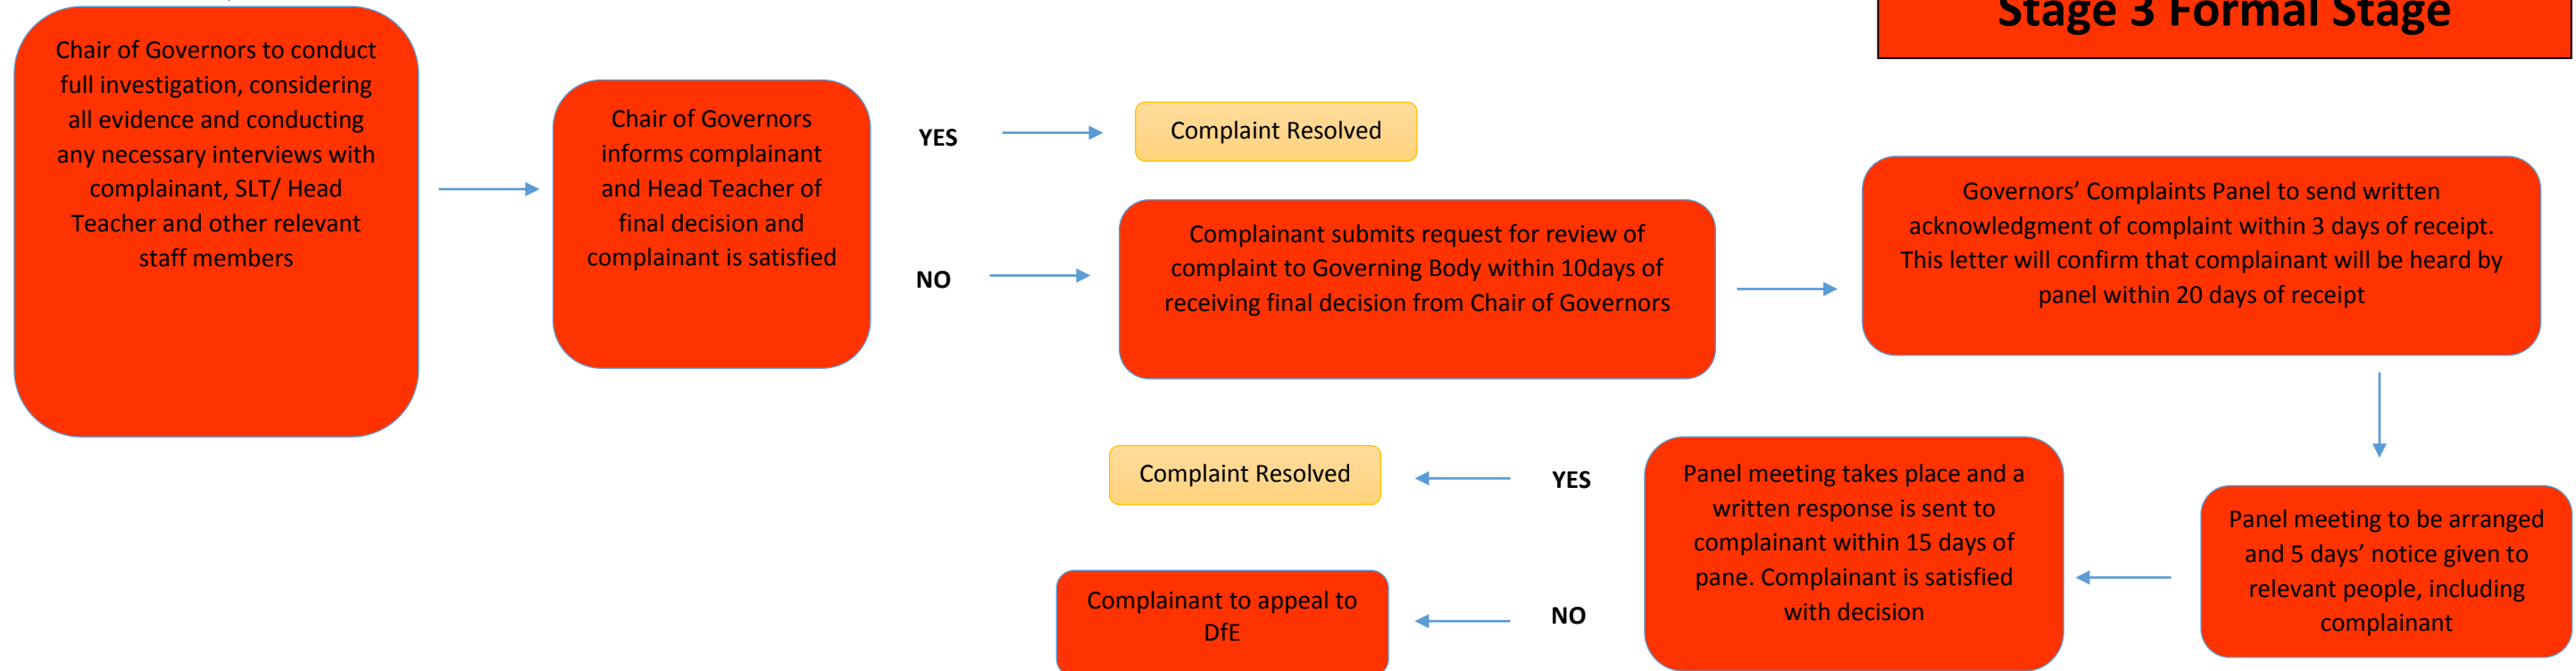 Stage 3 Formal Stage
Chair of Governors to conduct
full investigation, considering
all evidence and conducting
any necessary interviews with
complainant, SLT/ Head
Teacher and other relevant
staff members
Chair of Governors
informs complainant
and Head Teacher of
final decision and
complainant is satisfied
YES
Complaint Resolved
NO
Complainant submits request for review of
complaint to Governing Body within 10days of
receiving final decision from Chair of Governors
Governors’ Complaints Panel to send written
acknowledgment of complaint within 3 days of receipt.
This letter will confirm that complainant will be heard by
panel within 20 days of receipt
Panel meeting to be arranged
and 5 days’ notice given to
relevant people, including
complainant
Panel meeting takes place and a
written response is sent to
complainant within 15 days of
pane. Complainant is satisfied
with decision
YES
Complaint Resolved
NO
Complainant to appeal to
DfE